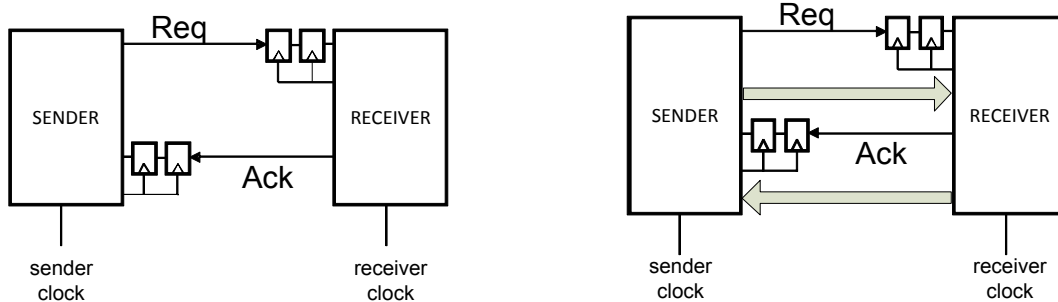 Req
SENDER
RECEIVER
Ack
sender
clock
receiver
clock
Req
SENDER
RECEIVER
Ack
sender
clock
receiver
clock